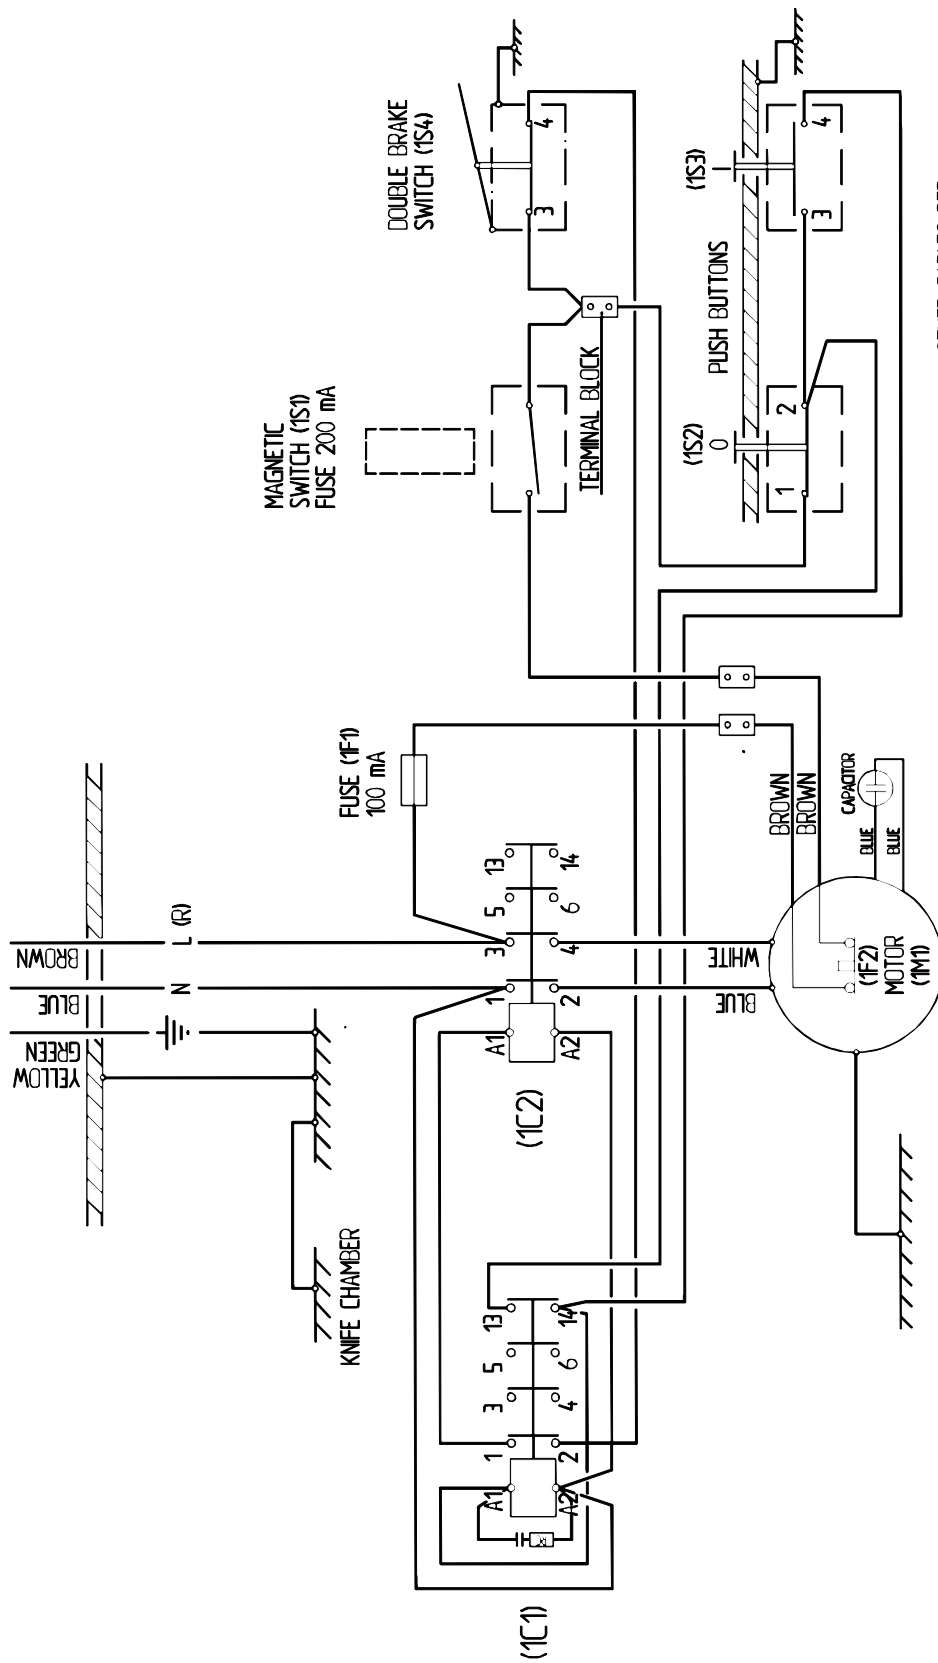 DOUBLE BRAKE
SWITCH (1S4)
3
4
MAGNETIC
SWITCH (1S1)
FUSE 200 mA
TERMINAL BLOCK
(1S3)
3
4
PUSH BUTTONS
(1S2)
0
1
2
FUSE (1F1)
100 mA
BROWN
L (R)
BLUE
N
GREEN
YELLOW
13
14
5
6
3
4
1
2
A1
A2
(1C2)
KNIFE CHAMBER
WHITE
BLUE
BROWN
BROWN
CAPACITOR
BLUE
BLUE
(1F2)
MOTOR
(1M1)
13
14
5
6
3
4
1
2
A1
A2
(1C1)